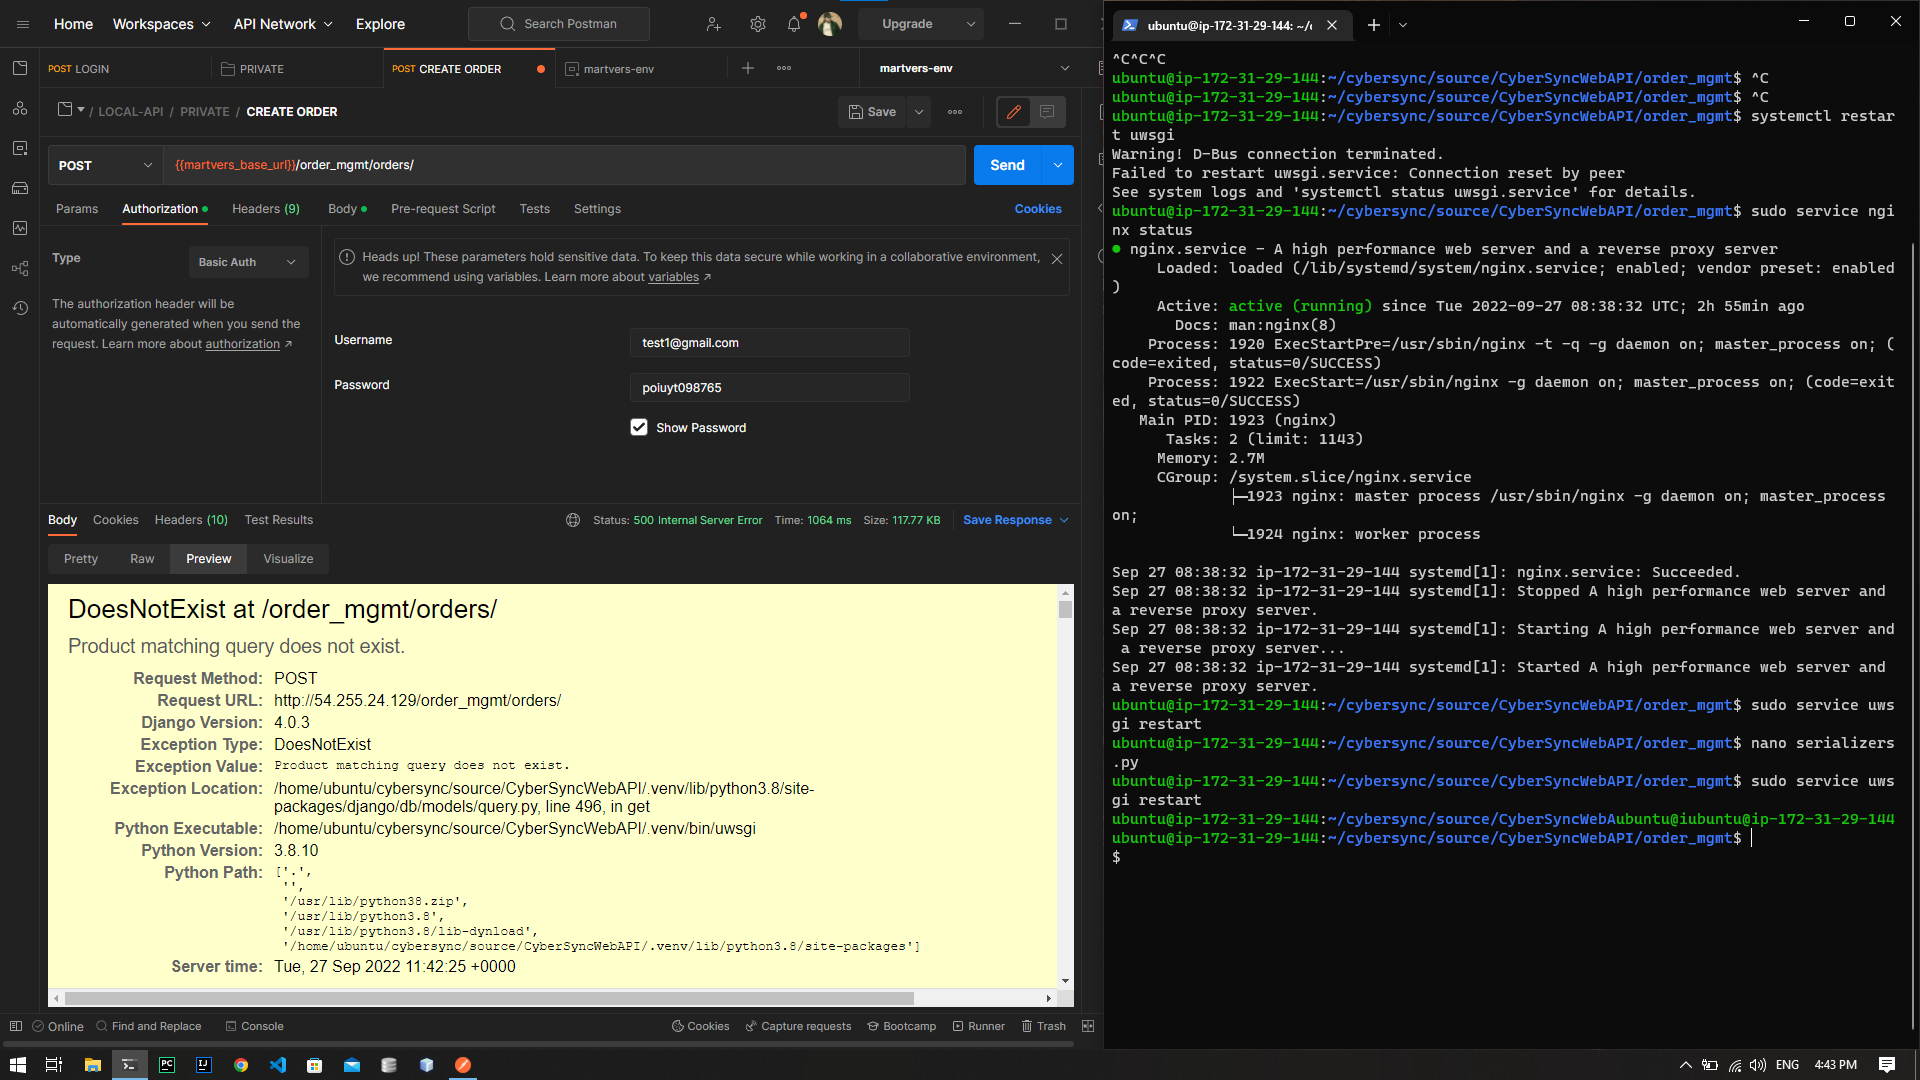 Home
Workspaces
API Network
Explore
Search Postman
Upgrade
POST LOGIN
PRIVATE
POST CREATE ORDER
martvers-env
martvers-env
/ LOCAL-API / PRIVATE / CREATE ORDER
Save
POST
{{martvers_base_url}}/order_mgmt/orders/
Send
Params
Authorization
Headers (9)
Body
Pre-request Script
Tests
Settings
Cookies
Type
Basic Auth
The authorization header will be
automatically generated when you send the
request. Learn more about authorization ↗
Heads up! These parameters hold sensitive data. To keep this data secure while working in a collaborative environment,
we recommend using variables. Learn more about variables ↗
Username
test1@gmail.com
Password
poiuyt098765
Show Password
Body
Cookies
Headers (10)
Test Results
Status: 500 Internal Server Error
Time: 1064 ms
Size: 117.77 KB
Save Response
Pretty
Raw
Preview
Visualize
DoesNotExist at /order_mgmt/orders/
Product matching query does not exist.
Request Method: POST
Request URL: http://54.255.24.129/order_mgmt/orders/
Django Version: 4.0.3
Exception Type: DoesNotExist
Exception Value: Product matching query does not exist.
Exception Location: /home/ubuntu/cybersync/source/CyberSyncWebAPI/.venv/lib/python3.8/site-
packages/django/db/models/query.py, line 496, in get
Python Executable: /home/ubuntu/cybersync/source/CyberSyncWebAPI/.venv/bin/uwsgi
Python Version: 3.8.10
Python Path: ['.',
'',
'/usr/lib/python38.zip',
'/usr/lib/python3.8',
'/usr/lib/python3.8/lib-dynload',
'/home/ubuntu/cybersync/source/CyberSyncWebAPI/.venv/lib/python3.8/site-packages']
Server time: Tue, 27 Sep 2022 11:42:25 +0000
Online
Find and Replace
Console
Cookies
Capture requests
Bootcamp
Runner
Trash
ubuntu@ip-172-31-29-144: ~/c
^C^C^C
ubuntu@ip-172-31-29-144:~/cybersync/source/CyberSyncWebAPI/order_mgmt$ ^C
ubuntu@ip-172-31-29-144:~/cybersync/source/CyberSyncWebAPI/order_mgmt$ ^C
ubuntu@ip-172-31-29-144:~/cybersync/source/CyberSyncWebAPI/order_mgmt$ systemctl restar
t uwsgi
Warning! D-Bus connection terminated.
Failed to restart uwsgi.service: Connection reset by peer
See system logs and 'systemctl status uwsgi.service' for details.
ubuntu@ip-172-31-29-144:~/cybersync/source/CyberSyncWebAPI/order_mgmt$ sudo service ngi
nx status
● nginx.service - A high performance web server and a reverse proxy server
Loaded: loaded (/lib/systemd/system/nginx.service; enabled; vendor preset: enabled
)
Active: active (running) since Tue 2022-09-27 08:38:32 UTC; 2h 55min ago
Docs: man:nginx(8)
Process: 1920 ExecStartPre=/usr/sbin/nginx -t -q -g daemon on; master_process on; (
code=exited, status=0/SUCCESS)
Process: 1922 ExecStart=/usr/sbin/nginx -g daemon on; master_process on; (code=exit
ed, status=0/SUCCESS)
Main PID: 1923 (nginx)
Tasks: 2 (limit: 1143)
Memory: 2.7M
CGroup: /system.slice/nginx.service
├─1923 nginx: master process /usr/sbin/nginx -g daemon on; master_process
on;
└─1924 nginx: worker process
Sep 27 08:38:32 ip-172-31-29-144 systemd[1]: nginx.service: Succeeded.
Sep 27 08:38:32 ip-172-31-29-144 systemd[1]: Stopped A high performance web server and
a reverse proxy server.
Sep 27 08:38:32 ip-172-31-29-144 systemd[1]: Starting A high performance web server and
a reverse proxy server...
Sep 27 08:38:32 ip-172-31-29-144 systemd[1]: Started A high performance web server and
a reverse proxy server.
ubuntu@ip-172-31-29-144:~/cybersync/source/CyberSyncWebAPI/order_mgmt$ sudo service uws
gi restart
ubuntu@ip-172-31-29-144:~/cybersync/source/CyberSyncWebAPI/order_mgmt$ nano serializers
.py
ubuntu@ip-172-31-29-144:~/cybersync/source/CyberSyncWebAPI/order_mgmt$ sudo service uws
gi restart
ubuntu@ip-172-31-29-144:~/cybersync/source/CyberSyncWebAubuntu@iubuntu@ip-172-31-29-144
ubuntu@ip-172-31-29-144:~/cybersync/source/CyberSyncWebAPI/order_mgmt$
$
PC
IJ
ENG
4:43 PM